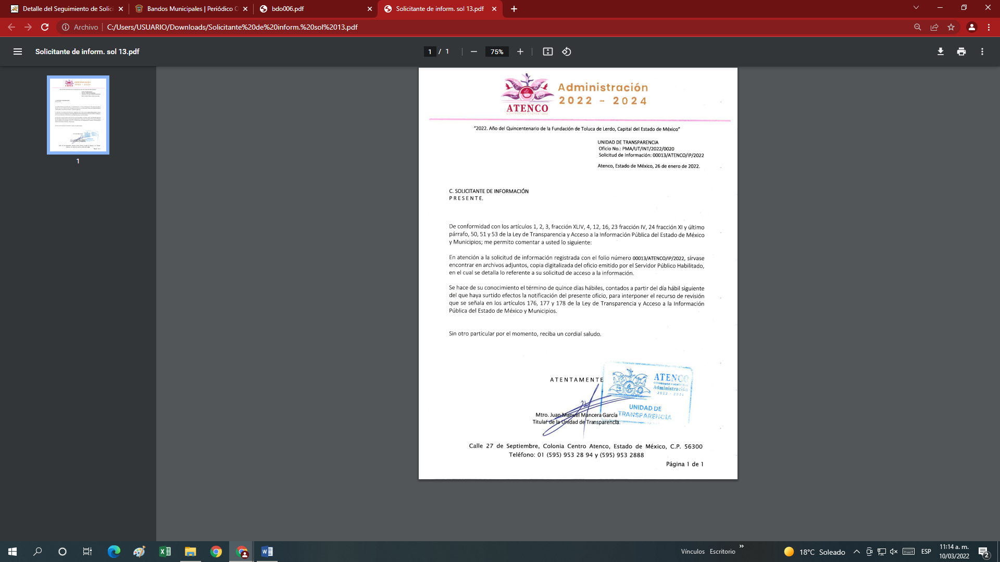 Detalle del Seguimiento de Solici
Bandos Municipales | Periódico O
bdo006.pdf
Solicitante de inform. sol 13.pdf
Archivo
C:/Users/USUARIO/Downloads/Solicitante%20de%20inform.%20sol%2013.pdf
Solicitante de inform. sol 13.pdf
1 / 1
75%
1
ATENCO
Administración
2022 - 2024
"2022. Año del Quincentenario de la Fundación de Toluca de Lerdo, Capital del Estado de México"
UNIDAD DE TRANSPARENCIA
Oficio No.: PMA/UT/INT/2022/0020
Solicitud de Información: 00013/ATENCO/IP/2022
Atenco, Estado de México, 26 de enero de 2022.
C. SOLICITANTE DE INFORMACIÓN
P R E S E N T E.
De conformidad con los artículos 1, 2, 3, fracción XLIV, 4, 12, 16, 23 fracción IV, 24 fracción XI y último
párrafo, 50, 51 y 53 de la Ley de Transparencia y Acceso a la Información Pública del Estado de México
y Municipios; me permito comentar a usted lo siguiente:
En atención a la solicitud de información registrada con el folio número 00013/ATENCO/IP/2022, sírvase
encontrar en archivos adjuntos, copia digitalizada del oficio emitido por el Servidor Público Habilitado,
en el cual se detalla lo referente a su solicitud de acceso a la información.
Se hace de su conocimiento el término de quince días hábiles, contados a partir del día hábil siguiente
del que haya surtido efectos la notificación del presente oficio, para interponer el recurso de revisión
que se señala en los artículos 176, 177 y 178 de la Ley de Transparencia y Acceso a la Información
Pública del Estado de México y Municipios.
Sin otro particular por el momento, reciba un cordial saludo.
A T E N T A M E N T E
ATENCO
Administración
2022 - 2024
UNIDAD DE
TRANSPARENCIA
Mtro. Juan Manuel Mancera García
Titular de la Unidad de Transparencia.
Calle 27 de Septiembre, Colonia Centro Atenco, Estado de México, C.P. 56300
Teléfono: 01 (595) 953 28 94 y (595) 953 2888
Página 1 de 1
Vínculos
Escritorio
18°C Soleado
ESP
11:14 a. m.
10/03/2022
2